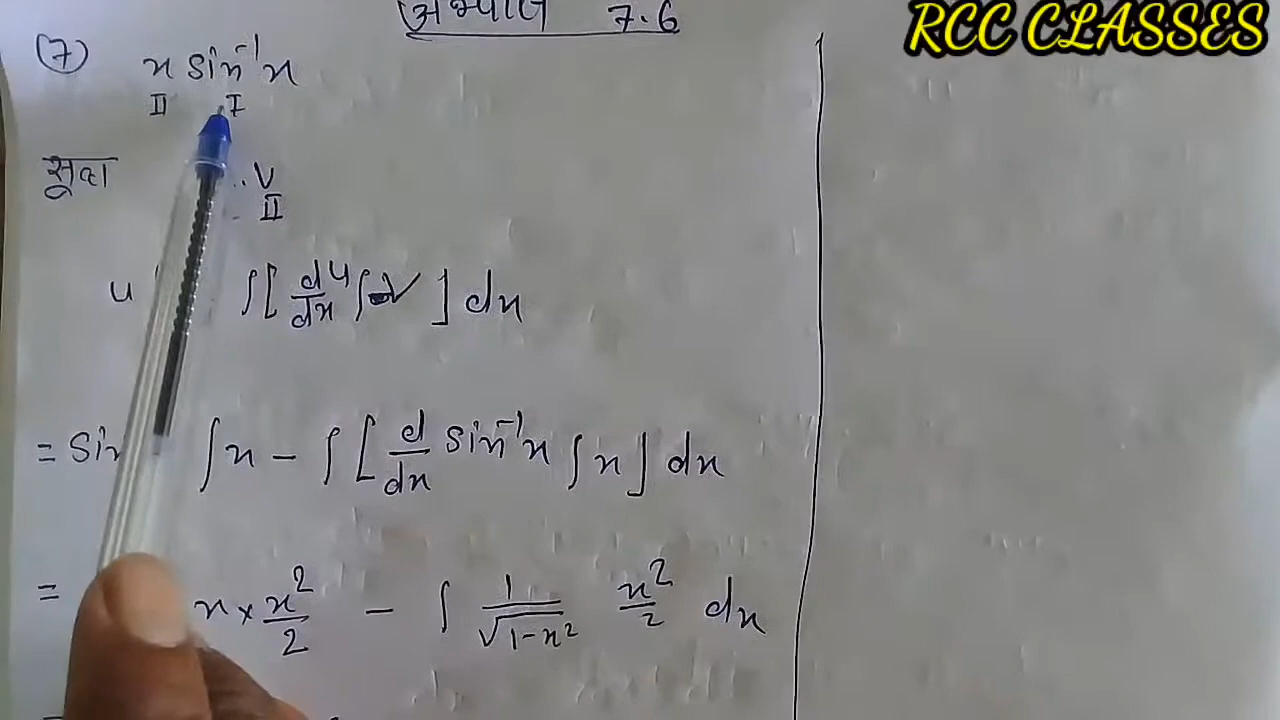 अभ्यास 7.6
RCC CLASSES
(7) x sin⁻¹x
II I
सूत्र .. V
II
u ∫[du/dx ∫v] dx
= Sin ∫x - ∫[d/dx sin⁻¹x ∫x] dx
= x × x²/2 - ∫ 1/√1-x² x²/2 dx